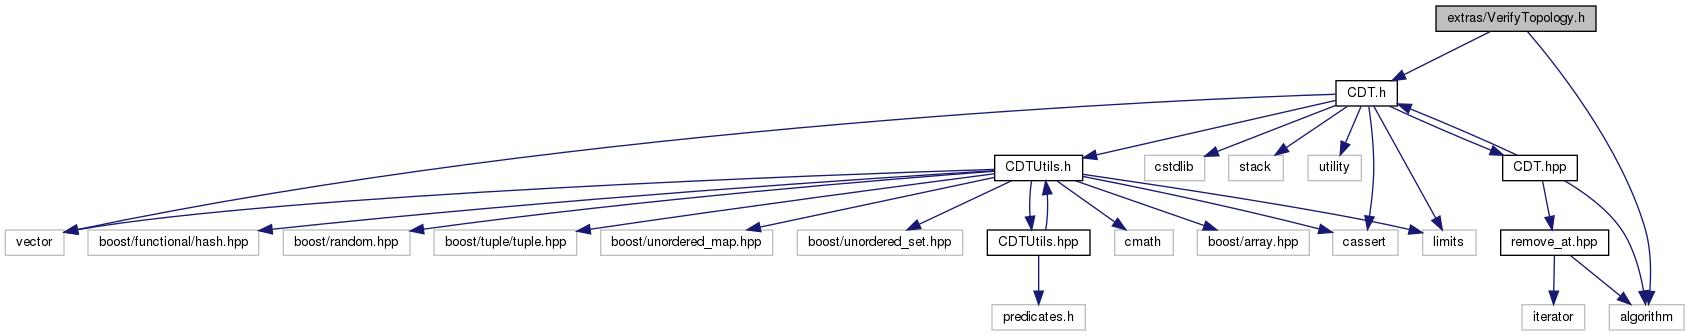 extras/VerifyTopology.h
CDT.h
CDTUtils.h
cstdlib
stack
utility
CDT.hpp
vector
boost/functional/hash.hpp
boost/random.hpp
boost/tuple/tuple.hpp
boost/unordered_map.hpp
boost/unordered_set.hpp
CDTUtils.hpp
cmath
boost/array.hpp
cassert
limits
remove_at.hpp
predicates.h
iterator
algorithm